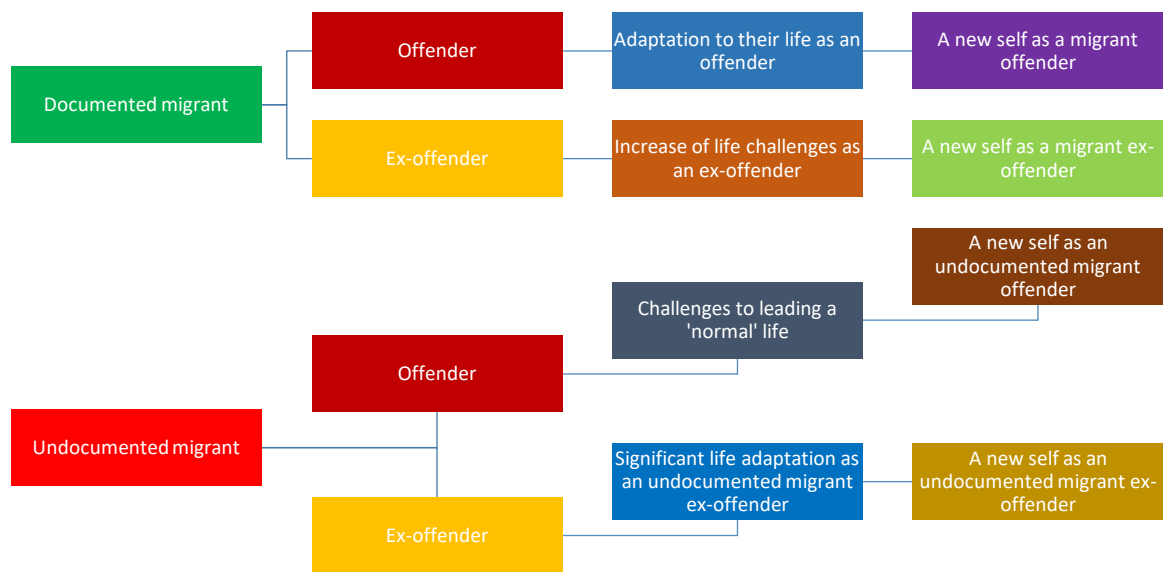 Documented migrant
Offender
Adaptation to their life as an
offender
A new self as a migrant
offender
Ex-offender
Increase of life challenges as
an ex-offender
A new self as a migrant ex-
offender
Undocumented migrant
Offender
Challenges to leading a
'normal' life
A new self as an
undocumented migrant
offender
Ex-offender
Significant life adaptation as
an undocumented migrant
ex-offender
A new self as an
undocumented migrant ex-
offender